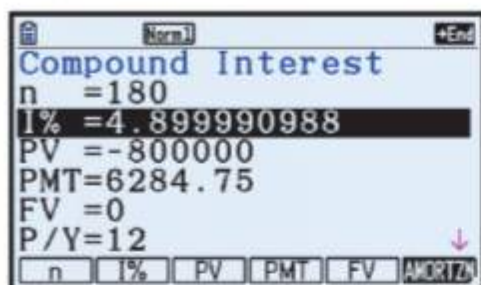 Norm1 →End
Compound Interest
n =180
I% =4.899990988
PV =-800000
PMT=6284.75
FV =0
P/Y=12 ↓
n I% PV PMT FV AMORTZN